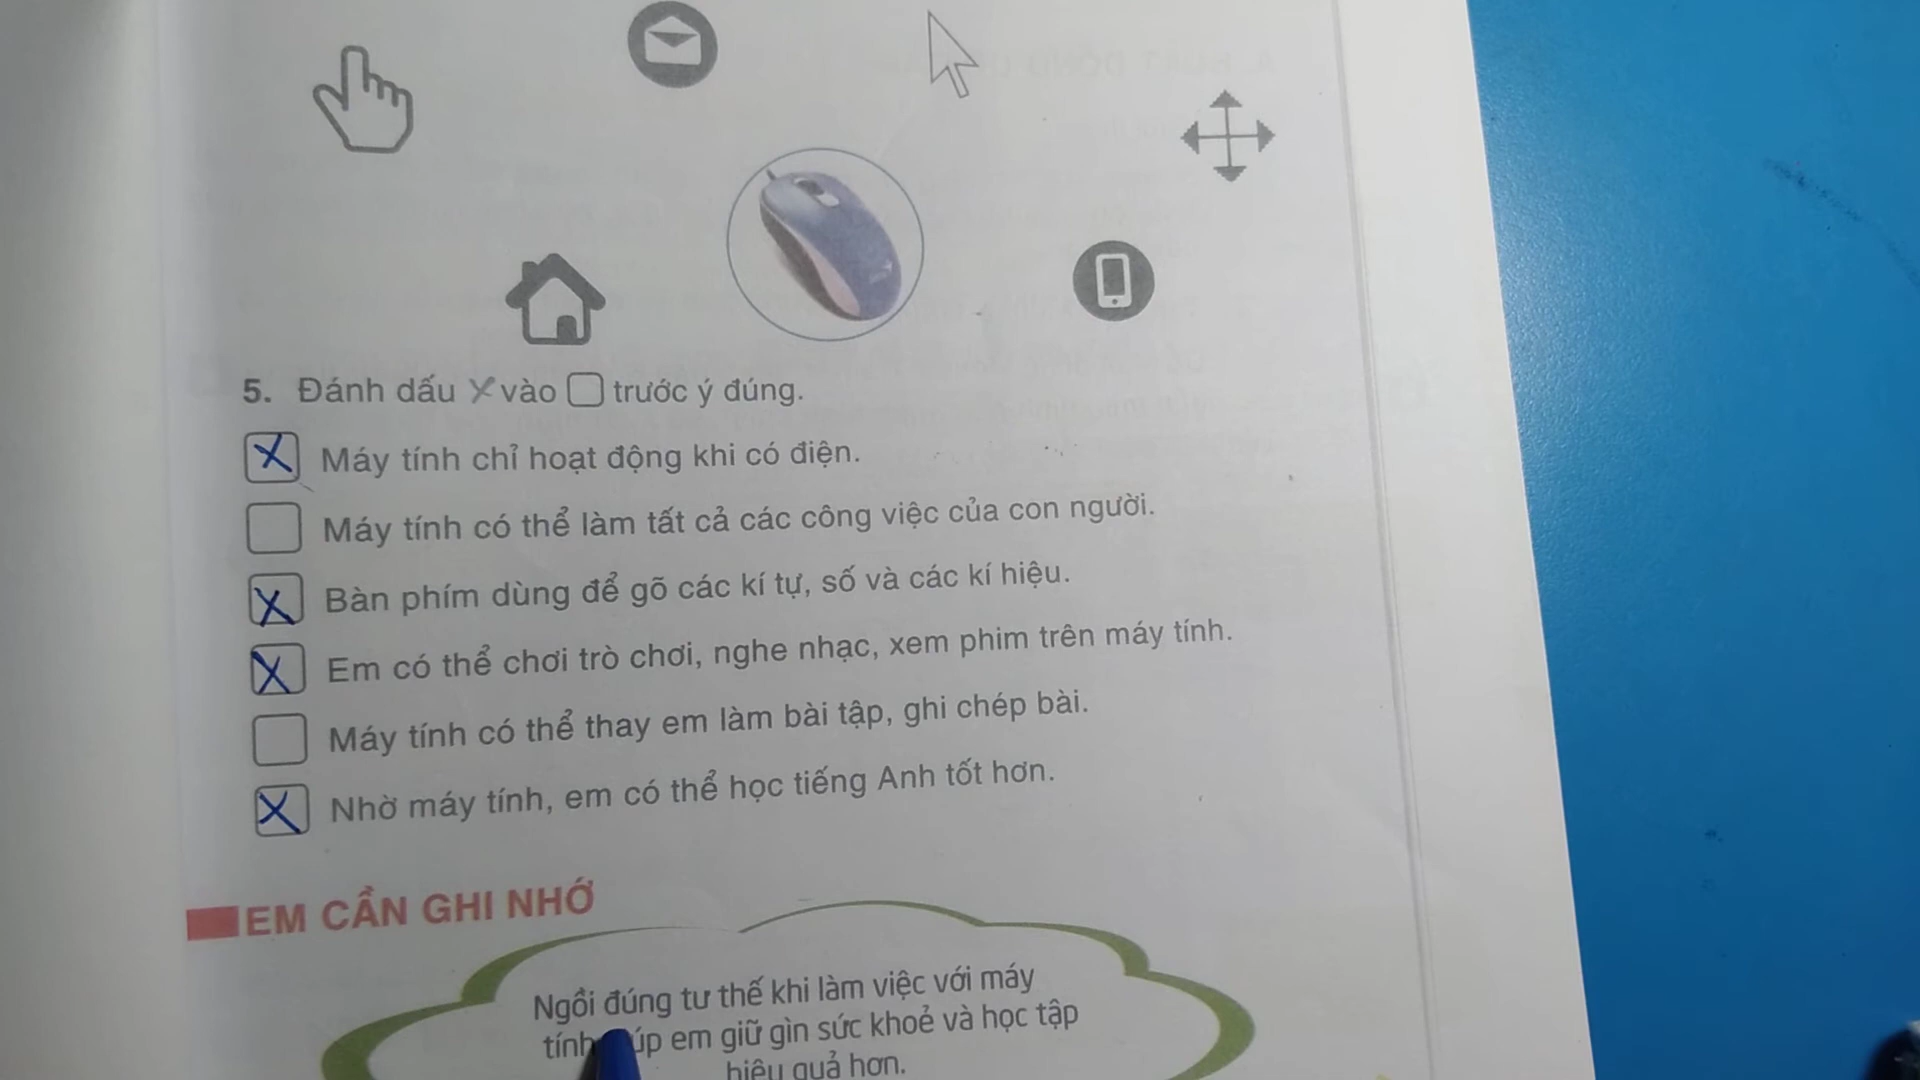 5. Đánh dấu X vào □ trước ý đúng.
X Máy tính chỉ hoạt động khi có điện.
Máy tính có thể làm tất cả các công việc của con người.
X Bàn phím dùng để gõ các kí tự, số và các kí hiệu.
X Em có thể chơi trò chơi, nghe nhạc, xem phim trên máy tính.
Máy tính có thể thay em làm bài tập, ghi chép bài.
X Nhờ máy tính, em có thể học tiếng Anh tốt hơn.
EM CẦN GHI NHỚ
Ngồi đúng tư thế khi làm việc với máy
tính em giữ gìn sức khoẻ và học tập
hiệu quả hơn.